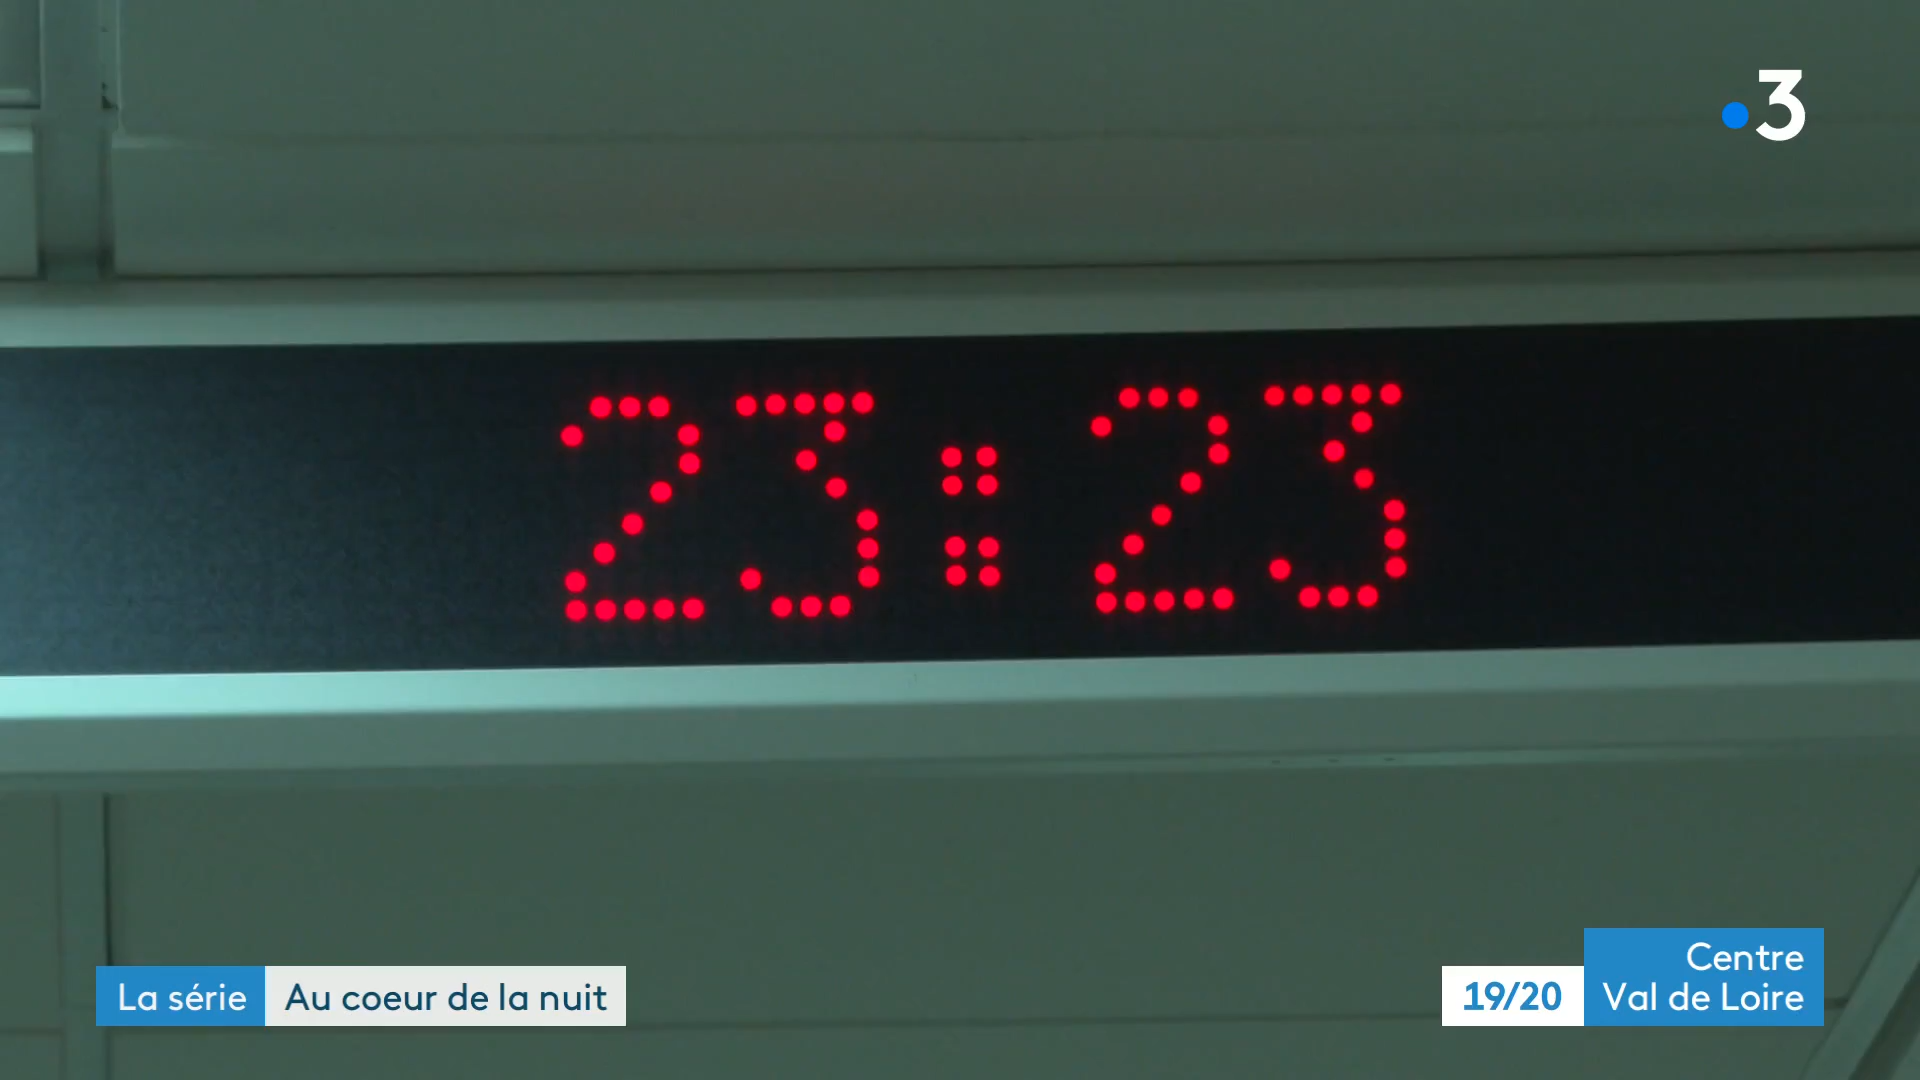 3
23:23
La série Au coeur de la nuit
19/20
Centre
Val de Loire